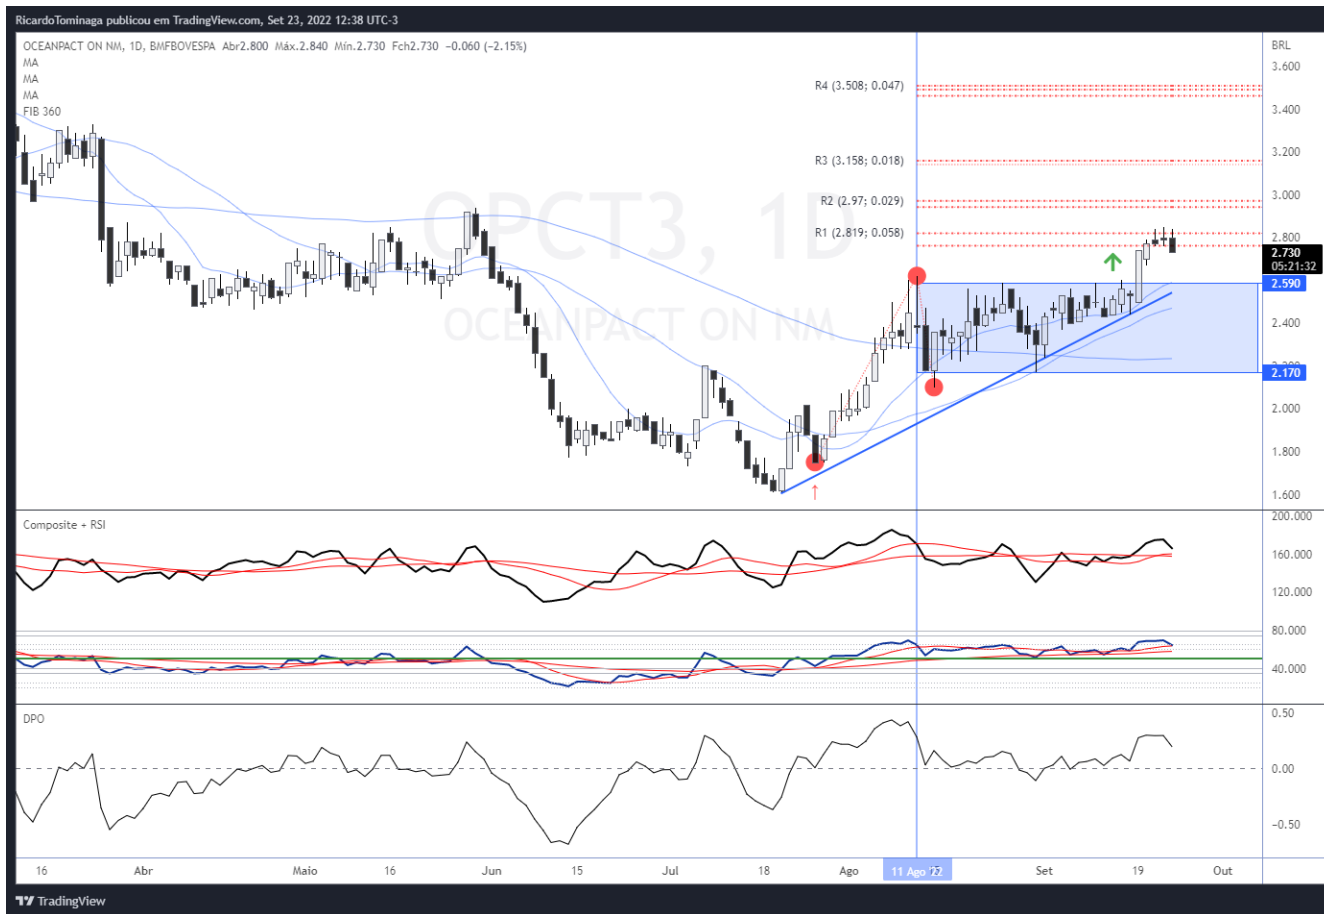 RicardoTominaga publicou em TradingView.com, Set 23, 2022 12:38 UTC-3
OCEANPACT ON NM, 1D, BMFBOVESPA Abr2.800 Máx.2.840 Mín.2.730 Fch2.730 −0.060 (−2.15%)
MA
MA
MA
FIB 360
BRL
3.600
3.400
3.200
3.000
2.800
2.730
05:21:32
2.590
2.400
2.170
2.000
1.800
1.600
R4 (3.508; 0.047)
R3 (3.158; 0.018)
R2 (2.97; 0.029)
R1 (2.819; 0.058)
OPCT3, 1D
OCEANPACT ON NM
Composite + RSI
200.000
160.000
120.000
80.000
40.000
DPO
0.50
0.00
−0.50
16 Abr Maio 16 Jun 15 Jul 18 Ago 11 Ago '22 Set 19 Out
TradingView